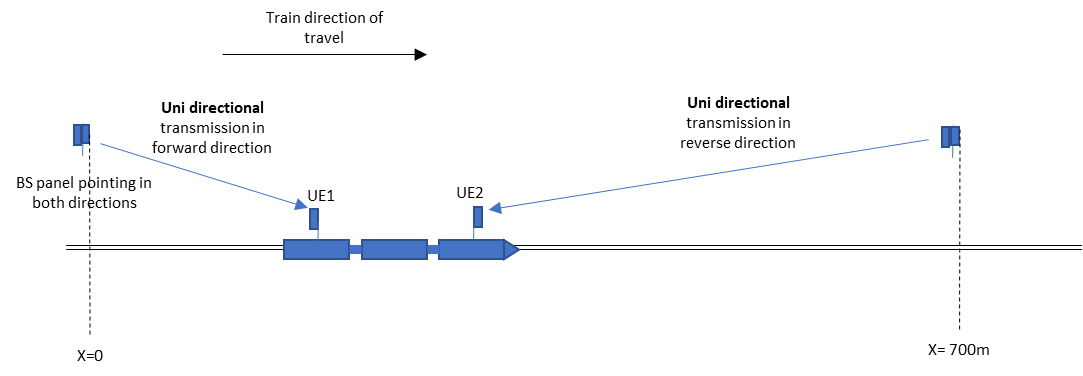 Train direction of
travel
Uni directional
transmission in
forward direction
Uni directional
transmission in
reverse direction
BS panel pointing in
both directions
UE1
UE2
X=0
X= 700m